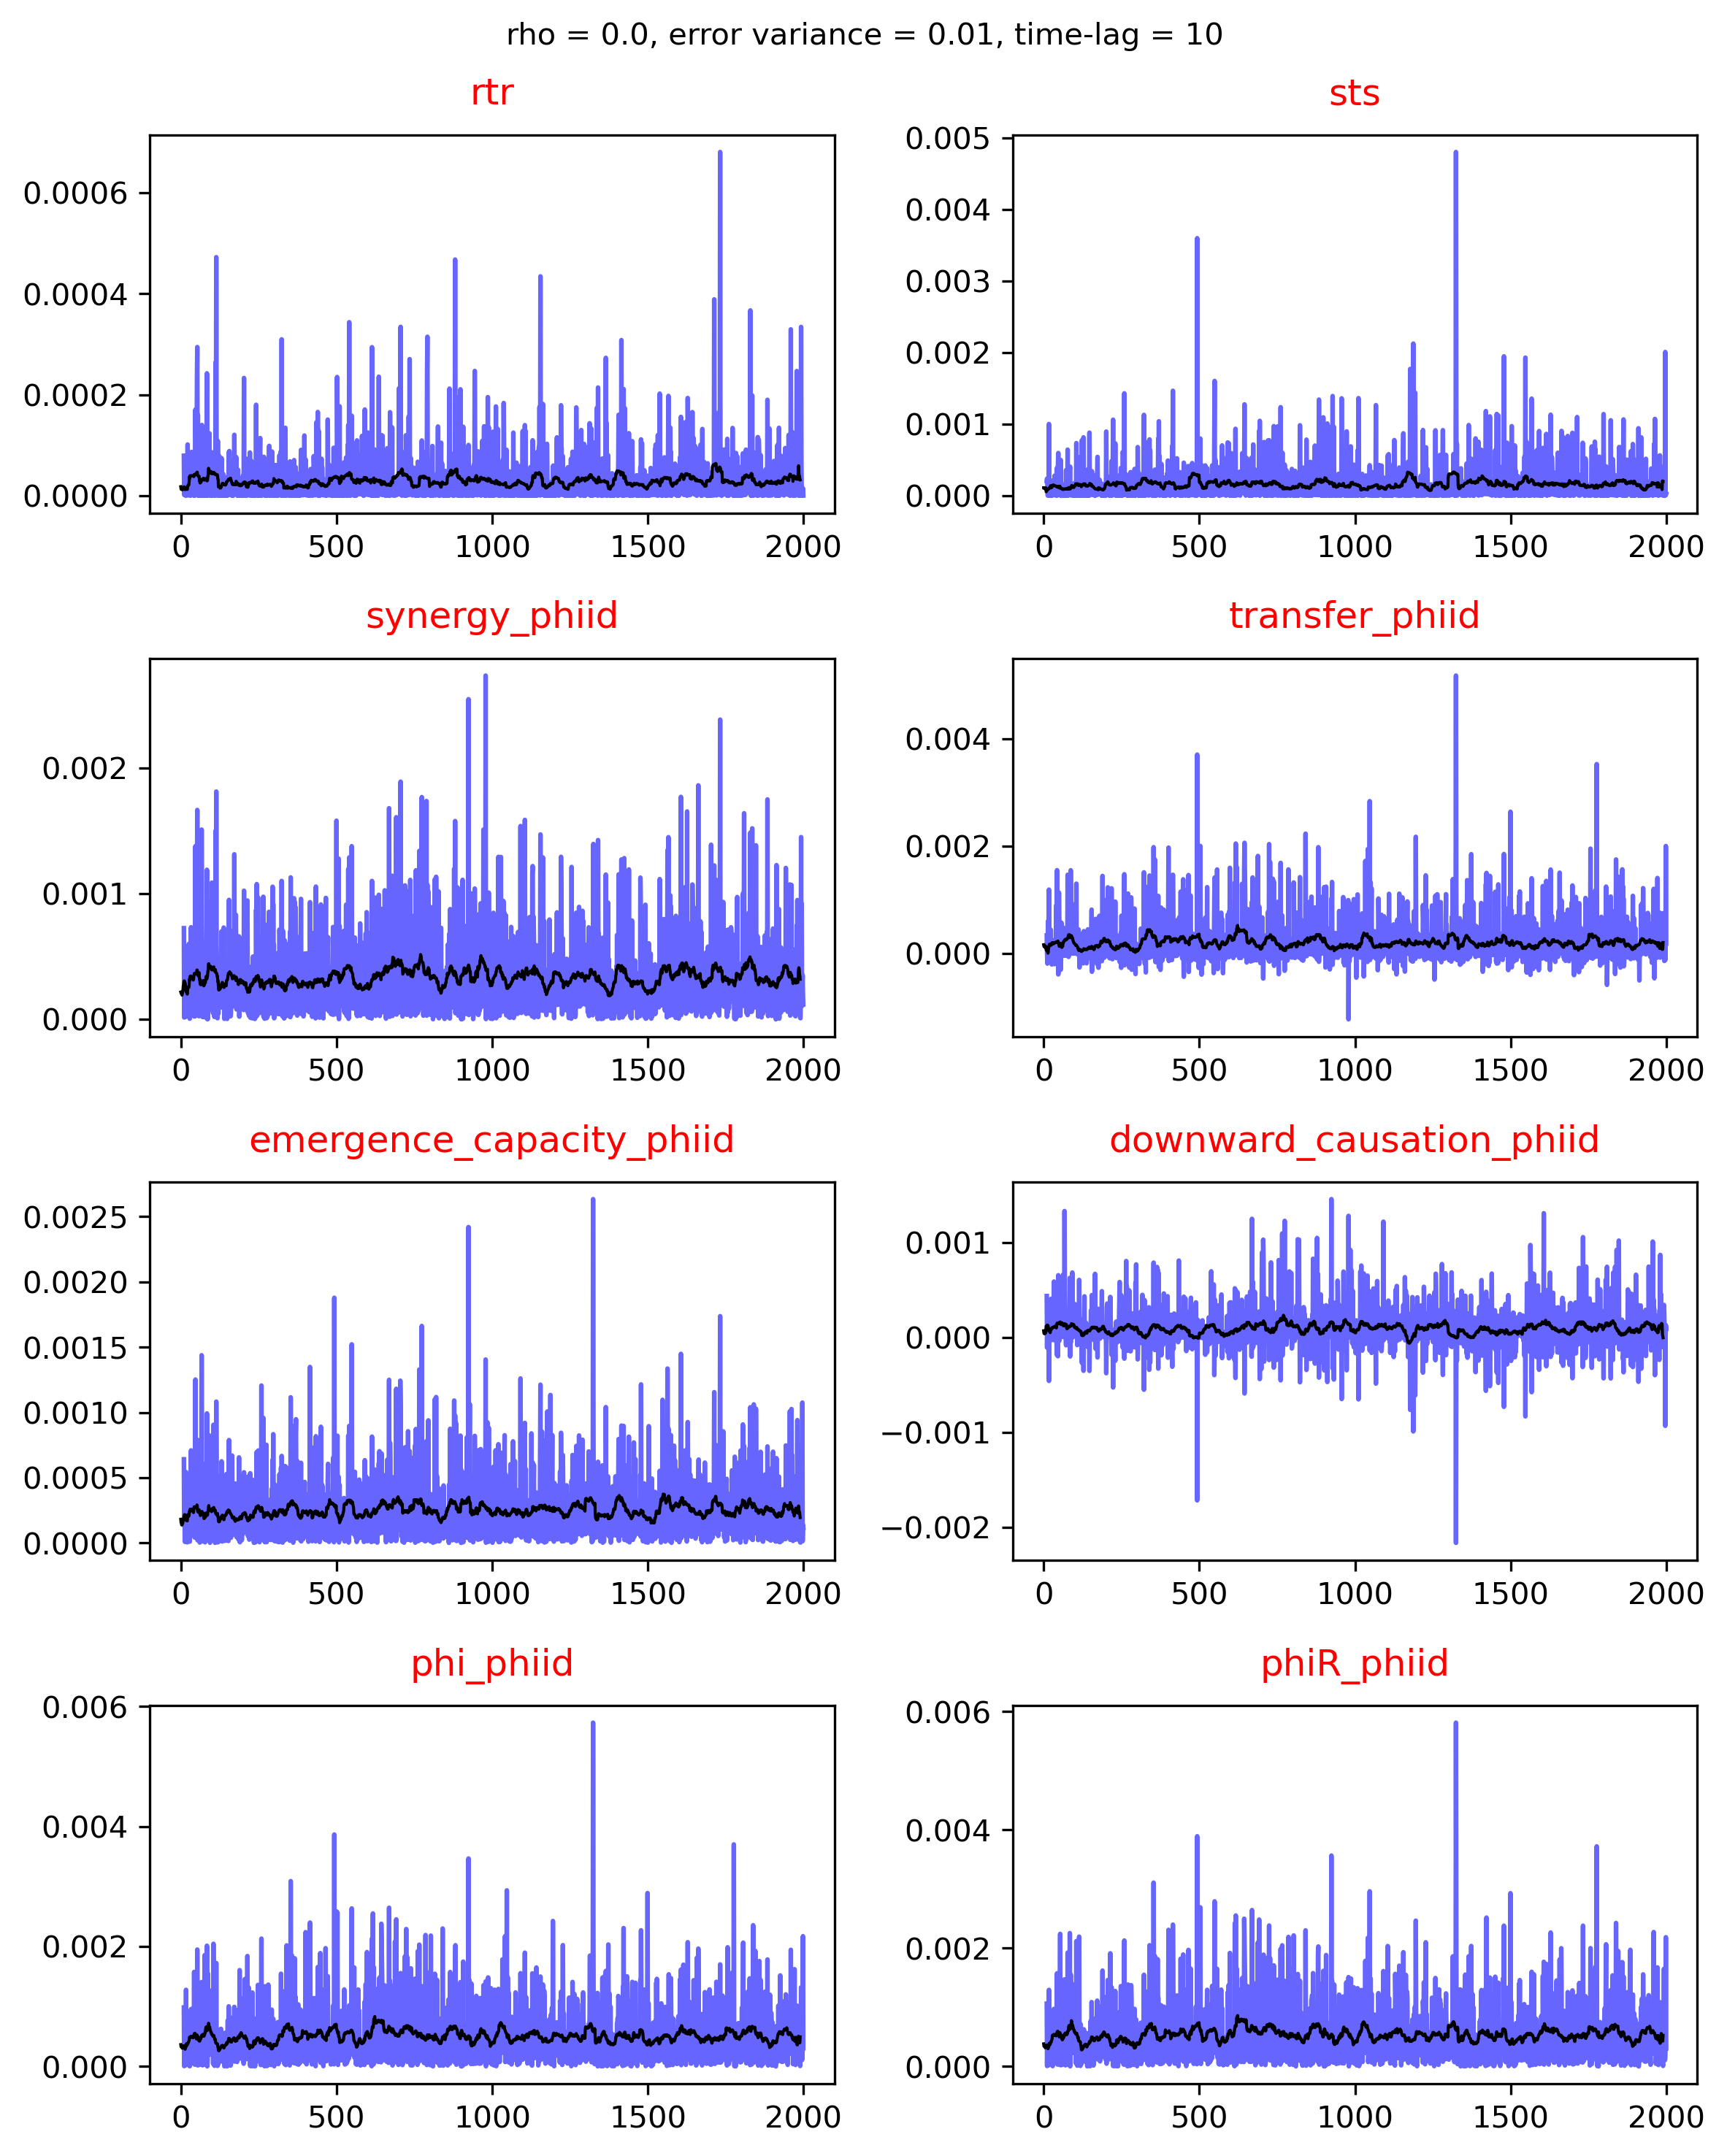 rho = 0.0, error variance = 0.01, time-lag = 10
rtr
0.0006
0.0004
0.0002
0.0000
0 500 1000 1500 2000
sts
0.005
0.004
0.003
0.002
0.001
0.000
0 500 1000 1500 2000
synergy_phiid
0.002
0.001
0.000
0 500 1000 1500 2000
transfer_phiid
0.004
0.002
0.000
0 500 1000 1500 2000
emergence_capacity_phiid
0.0025
0.0020
0.0015
0.0010
0.0005
0.0000
0 500 1000 1500 2000
downward_causation_phiid
0.001
0.000
−0.001
−0.002
0 500 1000 1500 2000
phi_phiid
0.006
0.004
0.002
0.000
0 500 1000 1500 2000
phiR_phiid
0.006
0.004
0.002
0.000
0 500 1000 1500 2000